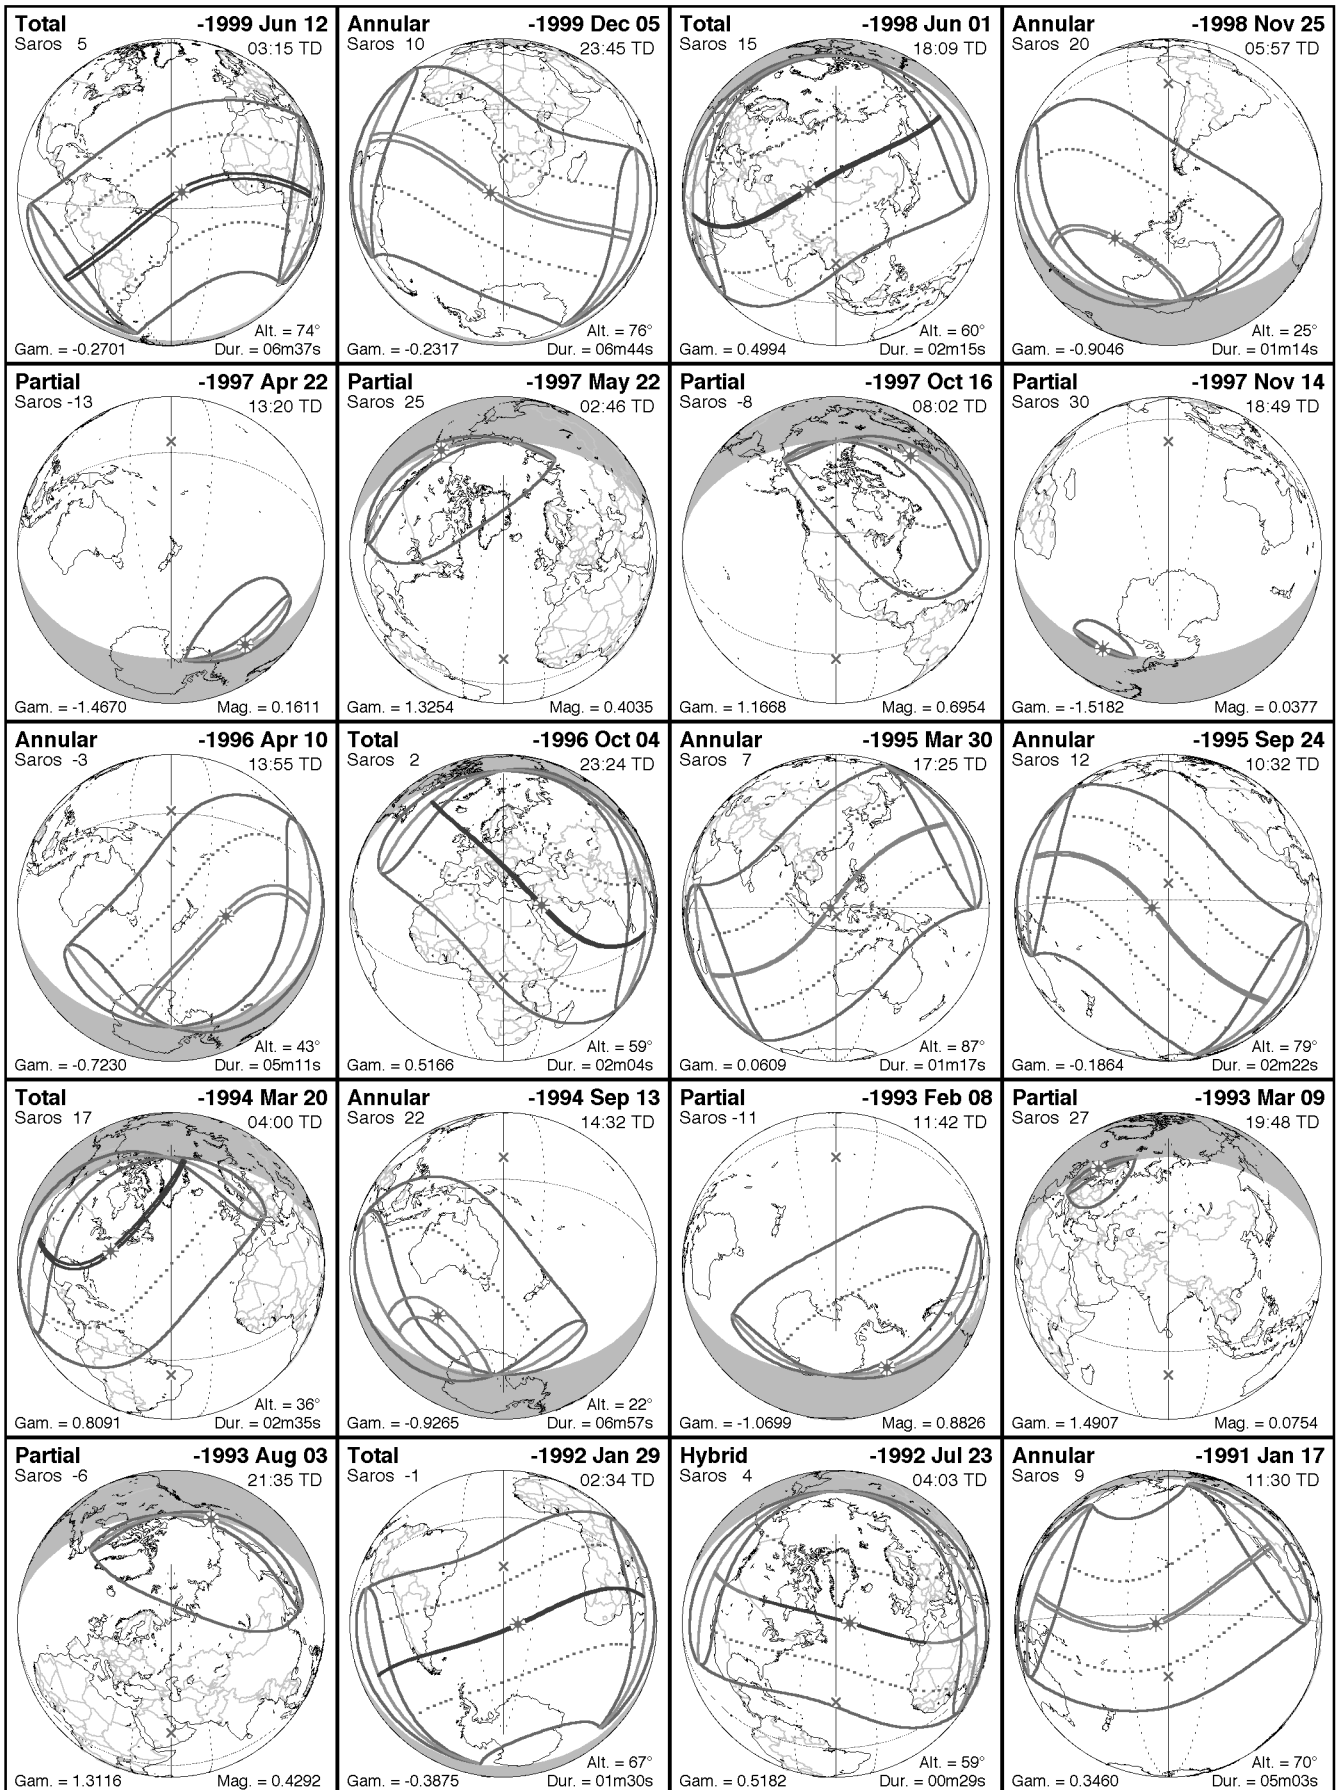 Total -1999 Jun 12
Saros 5 03:15 TD
Alt. = 74°
Gam. = -0.2701 Dur. = 06m37s
Annular -1999 Dec 05
Saros 10 23:45 TD
Alt. = 76°
Gam. = -0.2317 Dur. = 06m44s
Total -1998 Jun 01
Saros 15 18:09 TD
Alt. = 60°
Gam. = 0.4994 Dur. = 02m15s
Annular -1998 Nov 25
Saros 20 05:57 TD
Alt. = 25°
Gam. = -0.9046 Dur. = 01m14s
Partial -1997 Apr 22
Saros -13 13:20 TD
Gam. = -1.4670 Mag. = 0.1611
Partial -1997 May 22
Saros 25 02:46 TD
Gam. = 1.3254 Mag. = 0.4035
Partial -1997 Oct 16
Saros -8 08:02 TD
Gam. = 1.1668 Mag. = 0.6954
Partial -1997 Nov 14
Saros 30 18:49 TD
Gam. = -1.5182 Mag. = 0.0377
Annular -1996 Apr 10
Saros -3 13:55 TD
Alt. = 43°
Gam. = -0.7230 Dur. = 05m11s
Total -1996 Oct 04
Saros 2 23:24 TD
Alt. = 59°
Gam. = 0.5166 Dur. = 02m04s
Annular -1995 Mar 30
Saros 7 17:25 TD
Alt. = 87°
Gam. = 0.0609 Dur. = 01m17s
Annular -1995 Sep 24
Saros 12 10:32 TD
Alt. = 79°
Gam. = -0.1864 Dur. = 02m22s
Total -1994 Mar 20
Saros 17 04:00 TD
Alt. = 36°
Gam. = 0.8091 Dur. = 02m35s
Annular -1994 Sep 13
Saros 22 14:32 TD
Alt. = 22°
Gam. = -0.9265 Dur. = 06m57s
Partial -1993 Feb 08
Saros -11 11:42 TD
Gam. = -1.0699 Mag. = 0.8826
Partial -1993 Mar 09
Saros 27 19:48 TD
Gam. = 1.4907 Mag. = 0.0754
Partial -1993 Aug 03
Saros -6 21:35 TD
Gam. = 1.3116 Mag. = 0.4292
Total -1992 Jan 29
Saros -1 02:34 TD
Alt. = 67°
Gam. = -0.3875 Dur. = 01m30s
Hybrid -1992 Jul 23
Saros 4 04:03 TD
Alt. = 59°
Gam. = 0.5182 Dur. = 00m29s
Annular -1991 Jan 17
Saros 9 11:30 TD
Alt. = 70°
Gam. = 0.3460 Dur. = 05m03s